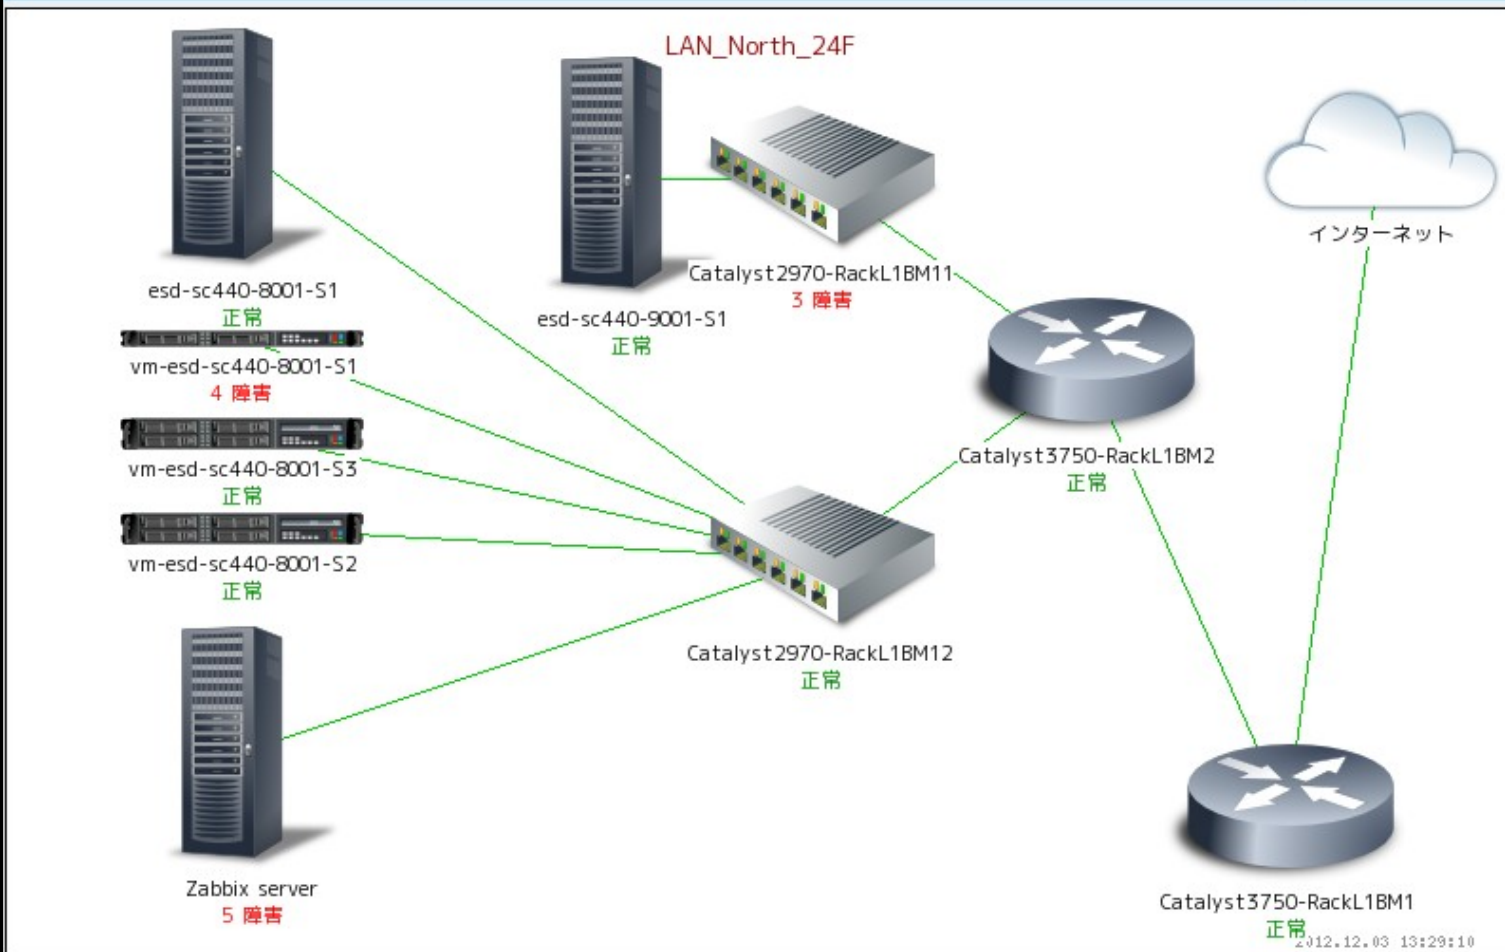 LAN_North_24F
インターネット
Catalyst2970-RackL1BM11
3 障害
esd-sc440-8001-S1
正常
esd-sc440-9001-S1
正常
vm-esd-sc440-8001-S1
4 障害
Catalyst3750-RackL1BM2
正常
vm-esd-sc440-8001-S3
正常
vm-esd-sc440-8001-S2
正常
Catalyst2970-RackL1BM12
正常
Zabbix server
5 障害
Catalyst3750-RackL1BM1
正常
2012.12.03 13:29:10